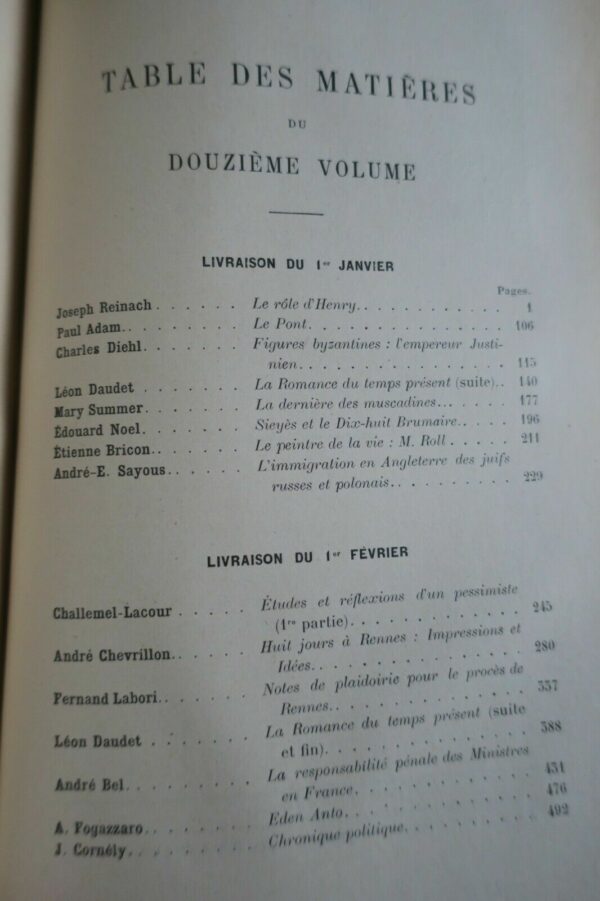 TABLE DES MATIÈRES
DU
DOUZIÈME VOLUME
LIVRAISON DU 1er JANVIER
Pages.
Joseph Reinach . . . . . . Le rôle d'Henry. . . . . . . . . . . . 1
Paul Adam. . . . . . . . . Le Pont . . . . . . . . . . . . . . . 106
Charles Diehl. . . . . . . Figures byzantines : l'empereur Justi-
nien. . . . . . . . . . . . . 115
Léon Daudet . . . . . . . La Romance du temps présent (suite). . 140
Mary Summer . . . . . . La dernière des muscadines. . . . . . . 177
Édouard Noel. . . . . . . Sieyès et le Dix-huit Brumaire. . . . . 196
Étienne Bricon. . . . . . Le peintre de la vie : M. Roll . . . . . 211
André-E. Sayous. . . . . . L'immigration en Angleterre des juifs
russes et polonais. . . . . . . . . 229
LIVRAISON DU 1er FÉVRIER
Challemel-Lacour . . . . . Études et réflexions d'un pessimiste
(1re partie). . . . . . . . . . . . 245
André Chevrillon. . . . . . Huit jours à Rennes : Impressions et
Idées. . . . . . . . . . . . . . 280
Fernand Labori. . . . . . . Notes de plaidoirie pour le procès de
Rennes. . . . . . . . . . . . . 337
Léon Daudet . . . . . . . La Romance du temps présent (suite
et fin). . . . . . . . . . . . . 388
André Bel. . . . . . . . . La responsabilité pénale des Ministres
en France. . . . . . . . . . . . 431
A. Fogazzaro. . . . . . . Eden Anto. . . . . . . . . . . . . . 476
J. Cornély. . . . . . . . . Chronique politique. . . . . . . . . . 492